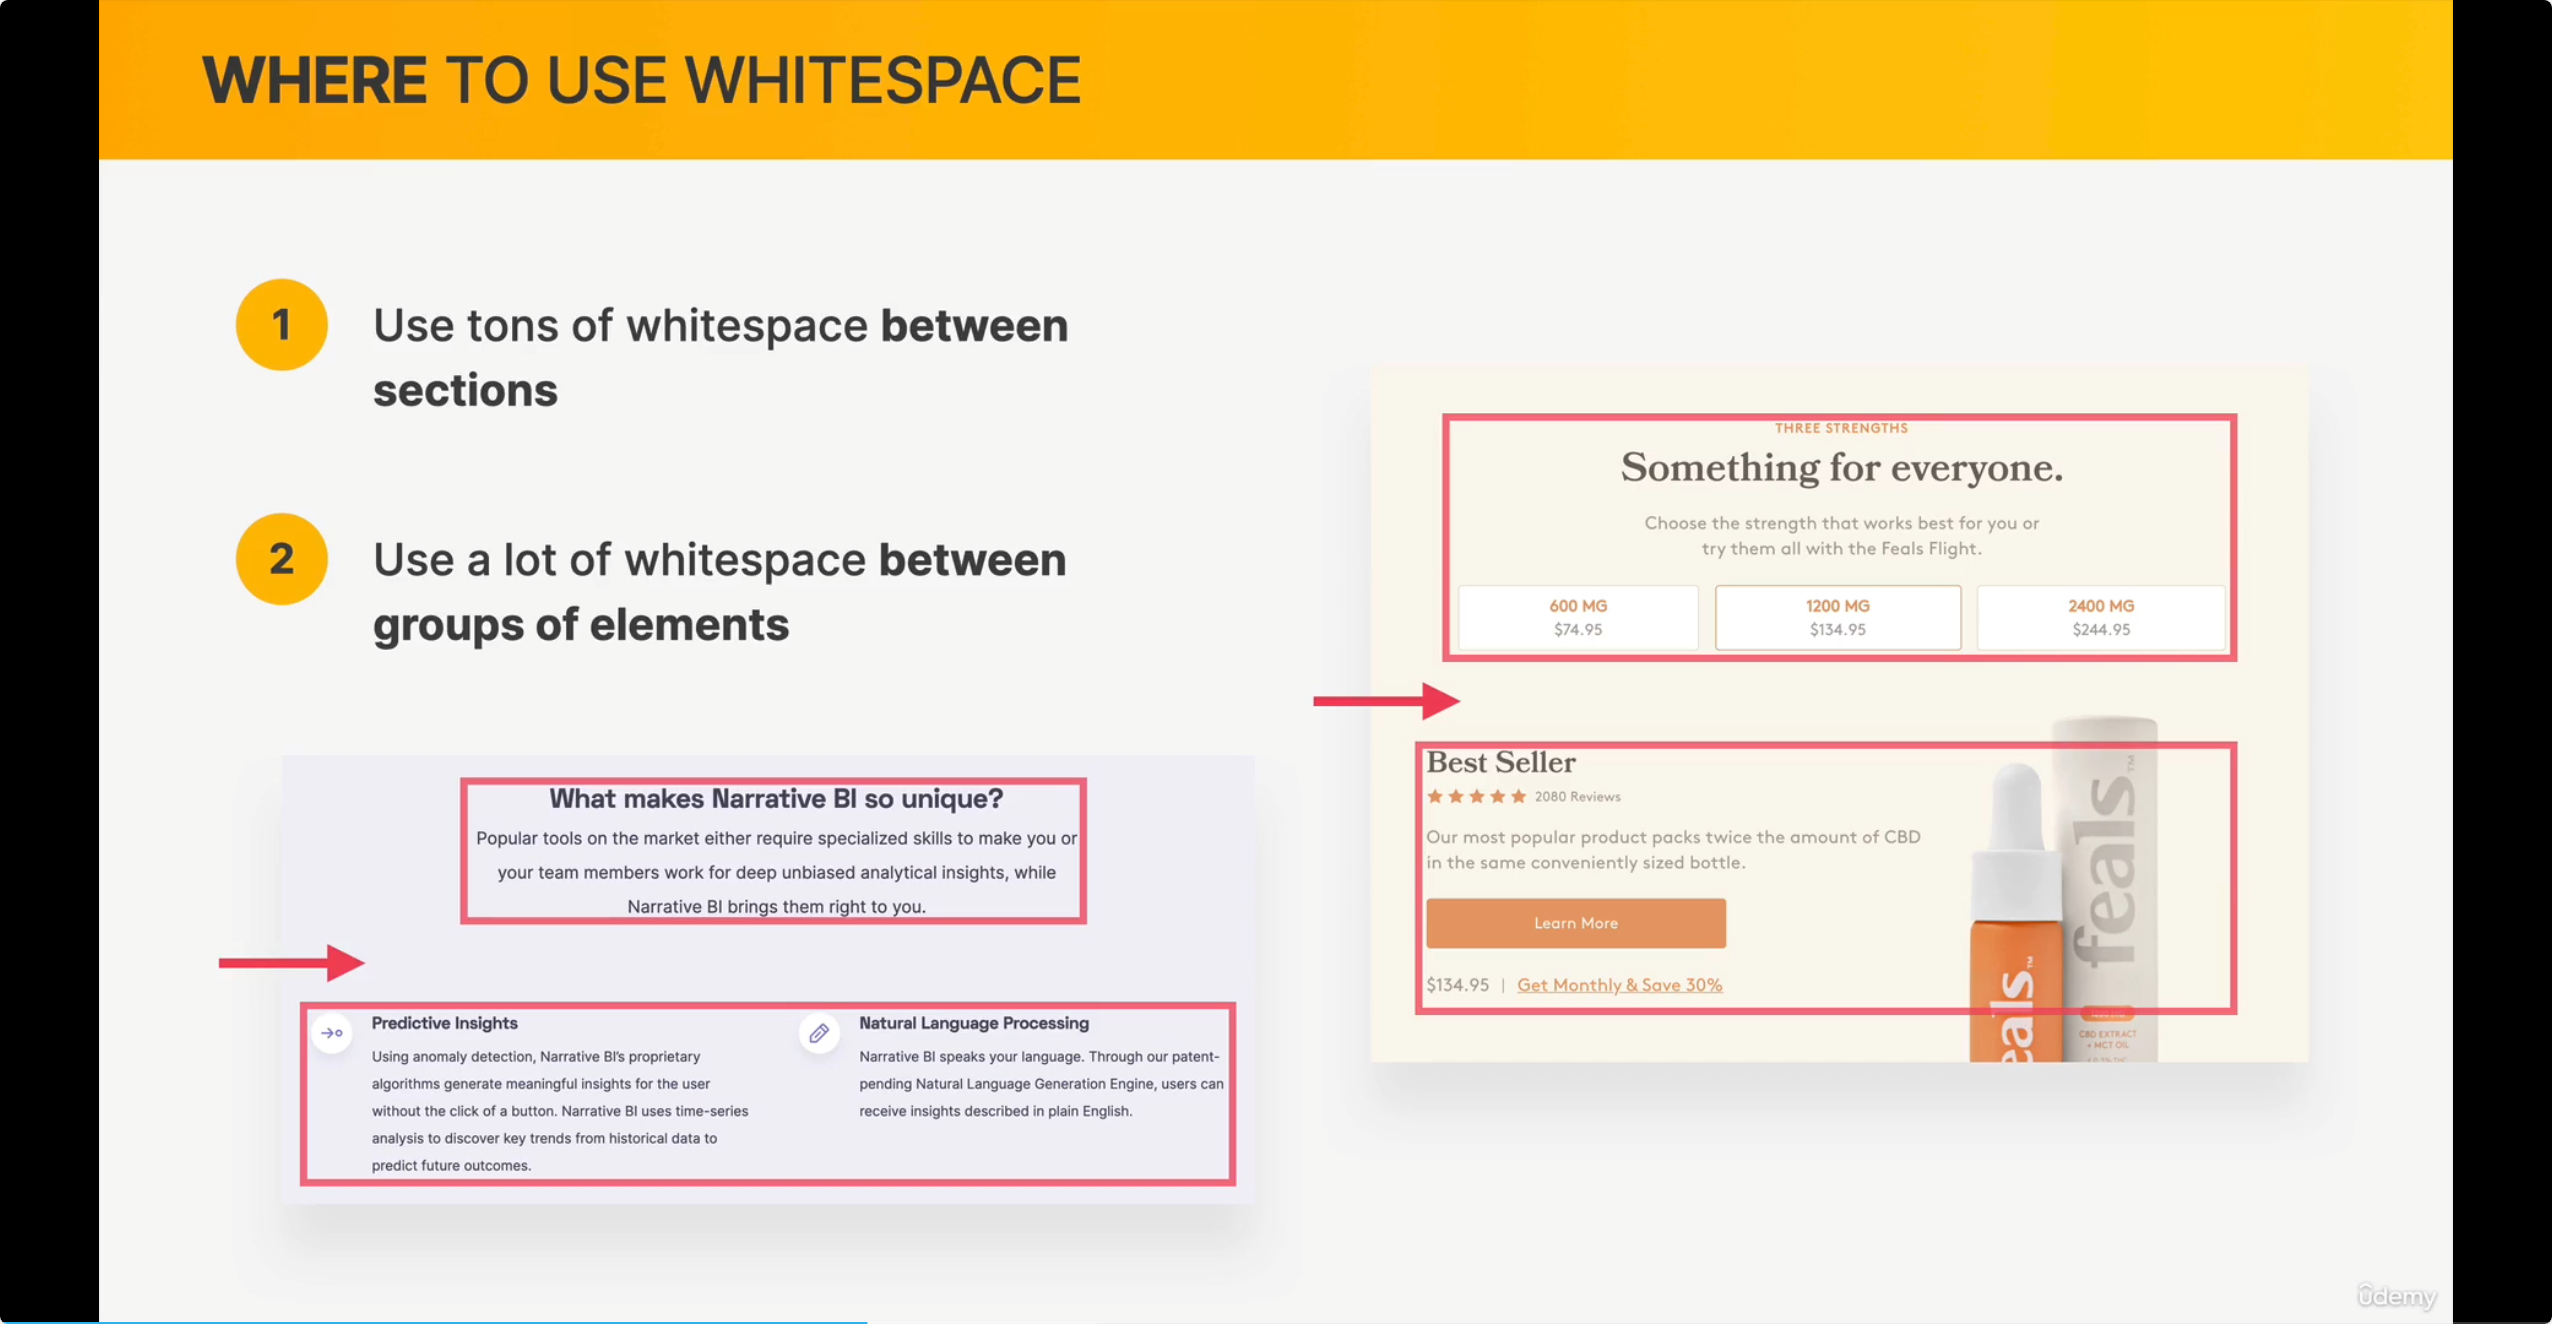 WHERE TO USE WHITESPACE
1
Use tons of whitespace between
sections
2
Use a lot of whitespace between
groups of elements
What makes Narrative BI so unique?
Popular tools on the market either require specialized skills to make you or
your team members work for deep unbiased analytical insights, while
Narrative BI brings them right to you.
Predictive Insights
Using anomaly detection, Narrative BI's proprietary
algorithms generate meaningful insights for the user
without the click of a button. Narrative BI uses time-series
analysis to discover key trends from historical data to
predict future outcomes.
Natural Language Processing
Narrative BI speaks your language. Through our patent-
pending Natural Language Generation Engine, users can
receive insights described in plain English.
THREE STRENGTHS
Something for everyone.
Choose the strength that works best for you or
try them all with the Feals Flight.
600 MG
$74.95
1200 MG
$134.95
2400 MG
$244.95
Best Seller
2080 Reviews
Our most popular product packs twice the amount of CBD
in the same conveniently sized bottle.
Learn More
$134.95 | Get Monthly & Save 30%
feals™
eals™
CBD EXTRACT
+ MCT OIL
udemy